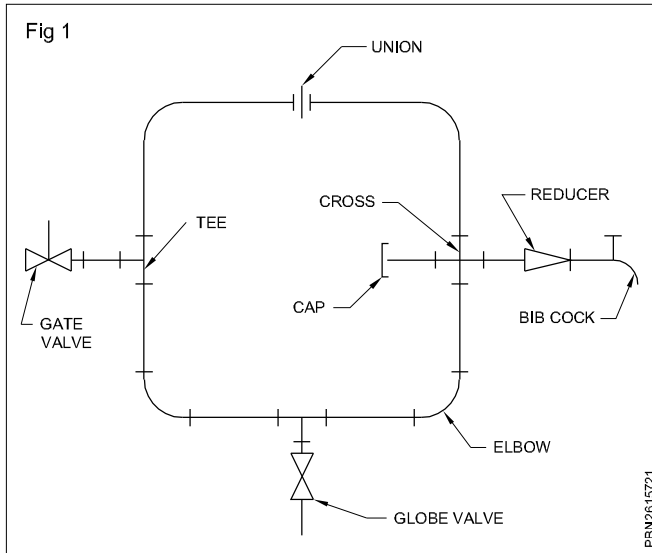 Fig 1
UNION
REDUCER
CROSS
TEE
CAP
GATE
VALVE
BIB COCK
ELBOW
GLOBE VALVE
PBN2615721